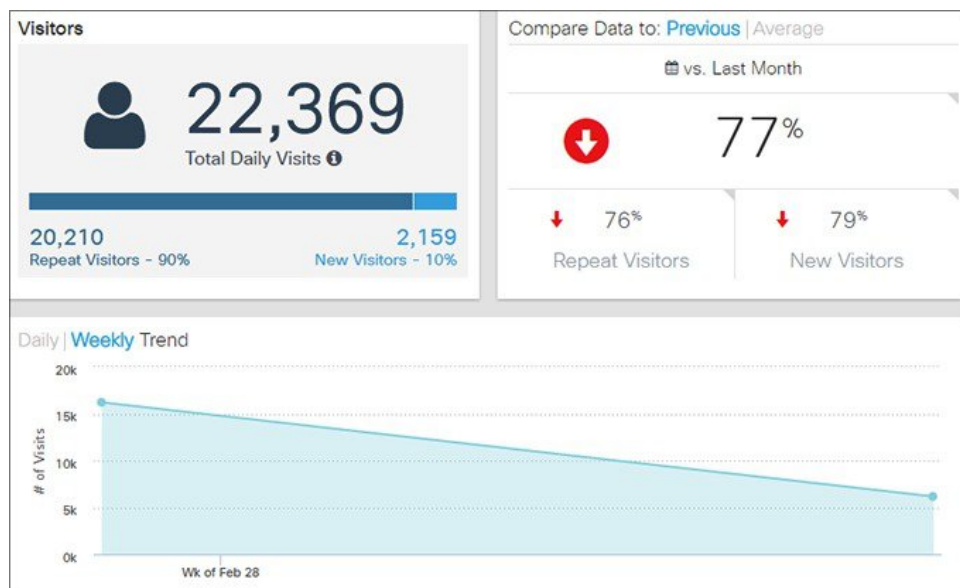 Visitors
22,369
Total Daily Visits
20,210
Repeat Visitors - 90%
2,159
New Visitors - 10%
Compare Data to: Previous | Average
vs. Last Month
77%
76%
Repeat Visitors
79%
New Visitors
Daily | Weekly Trend
20k
15k
10k
5k
0k
# of Visits
Wk of Feb 28